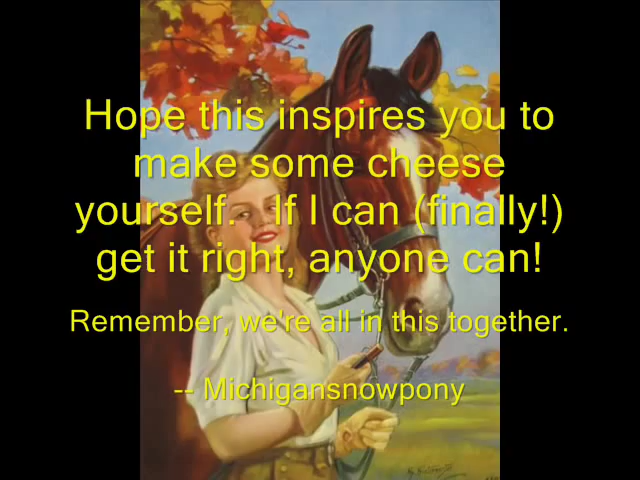 Hope this inspires you to
make some cheese
yourself.  If I can (finally!)
get it right, anyone can!
Remember, we're all in this together.
-- Michigansnowpony